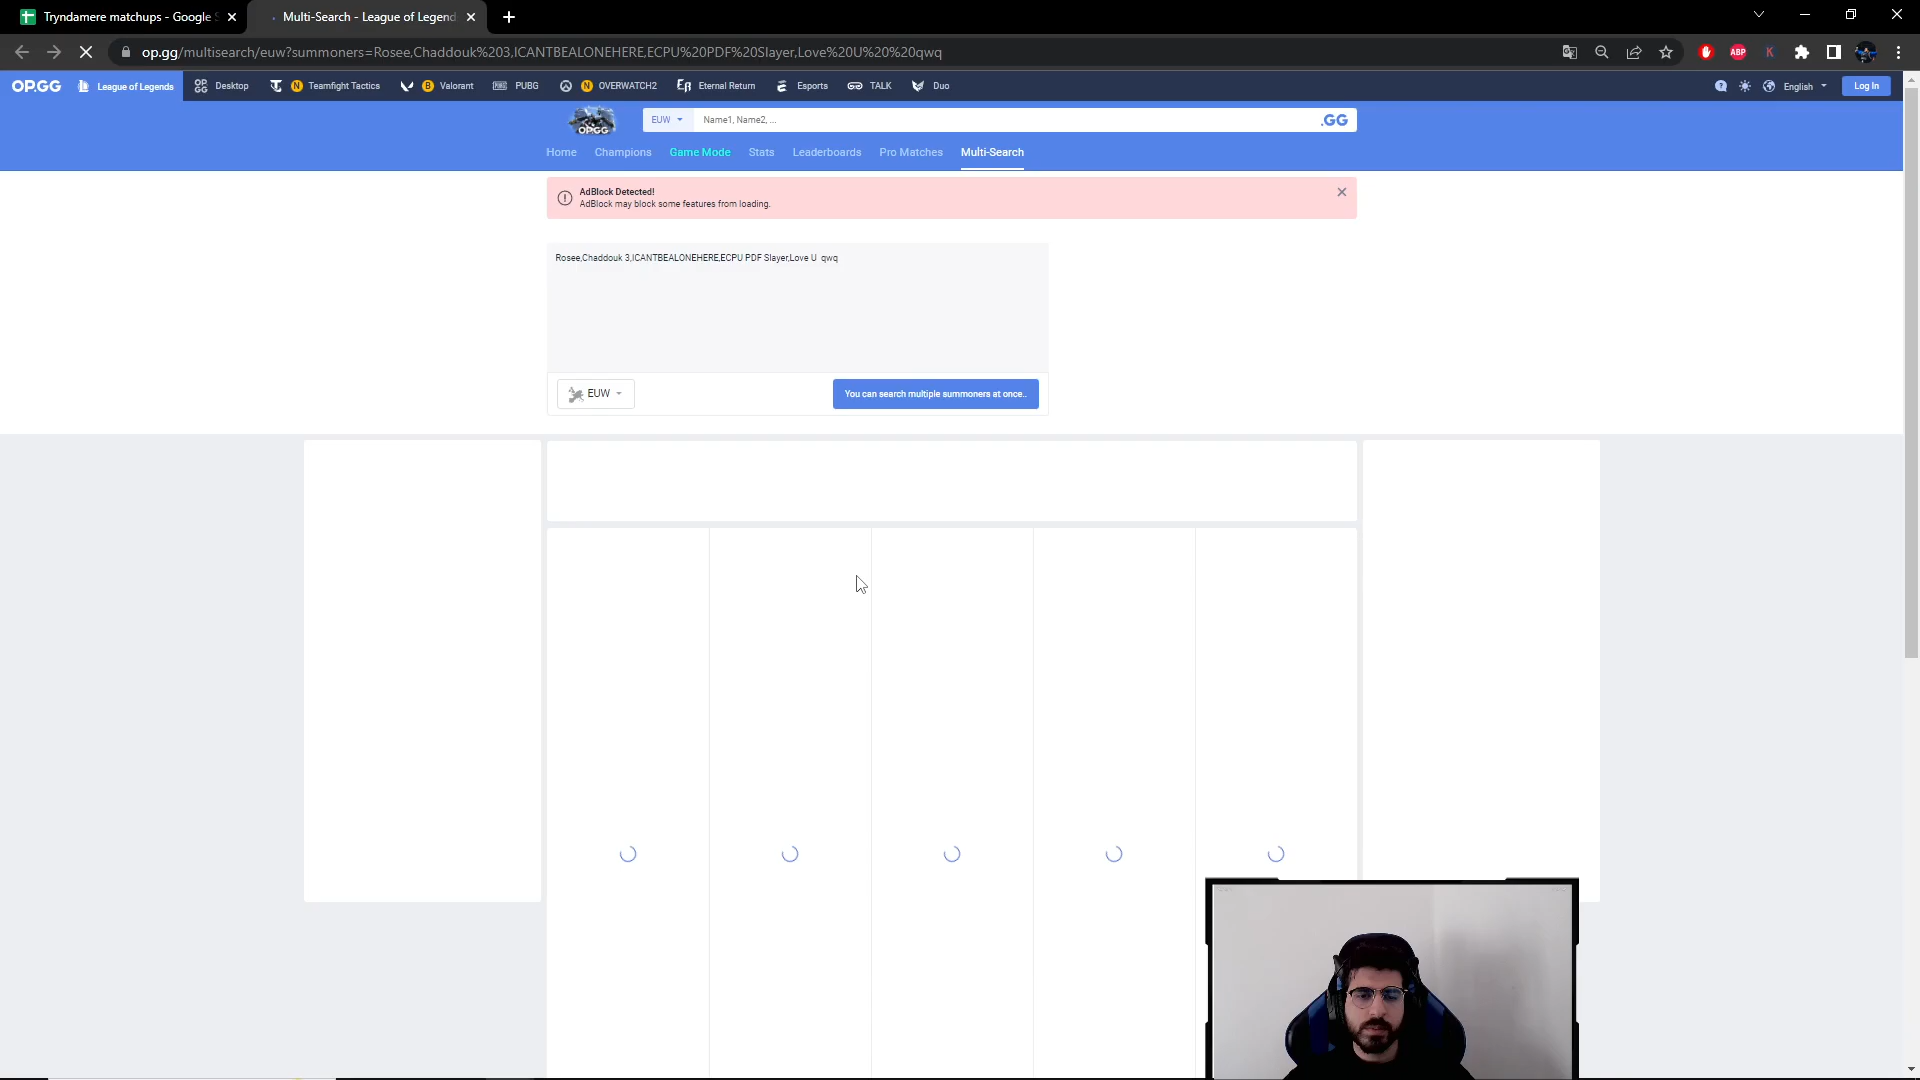 Tryndamere matchups - Google S
Multi-Search - League of Legend
op.gg/multisearch/euw?summoners=Rosee,Chaddouk%203,ICANTBEALONEHERE,ECPU%20PDF%20Slayer,Love%20U%20%20qwq
ABP
K
OP.GG League of Legends Desktop N Teamfight Tactics B Valorant PUBG N OVERWATCH2 Eternal Return Esports TALK Duo ? English Log In
OPGG EUW Name1, Name2, ... .GG
Home Champions Game Mode Stats Leaderboards Pro Matches Multi-Search
AdBlock Detected!
AdBlock may block some features from loading.
Rosee,Chaddouk 3,ICANTBEALONEHERE,ECPU PDF Slayer,Love U  qwq
EUW You can search multiple summoners at once..